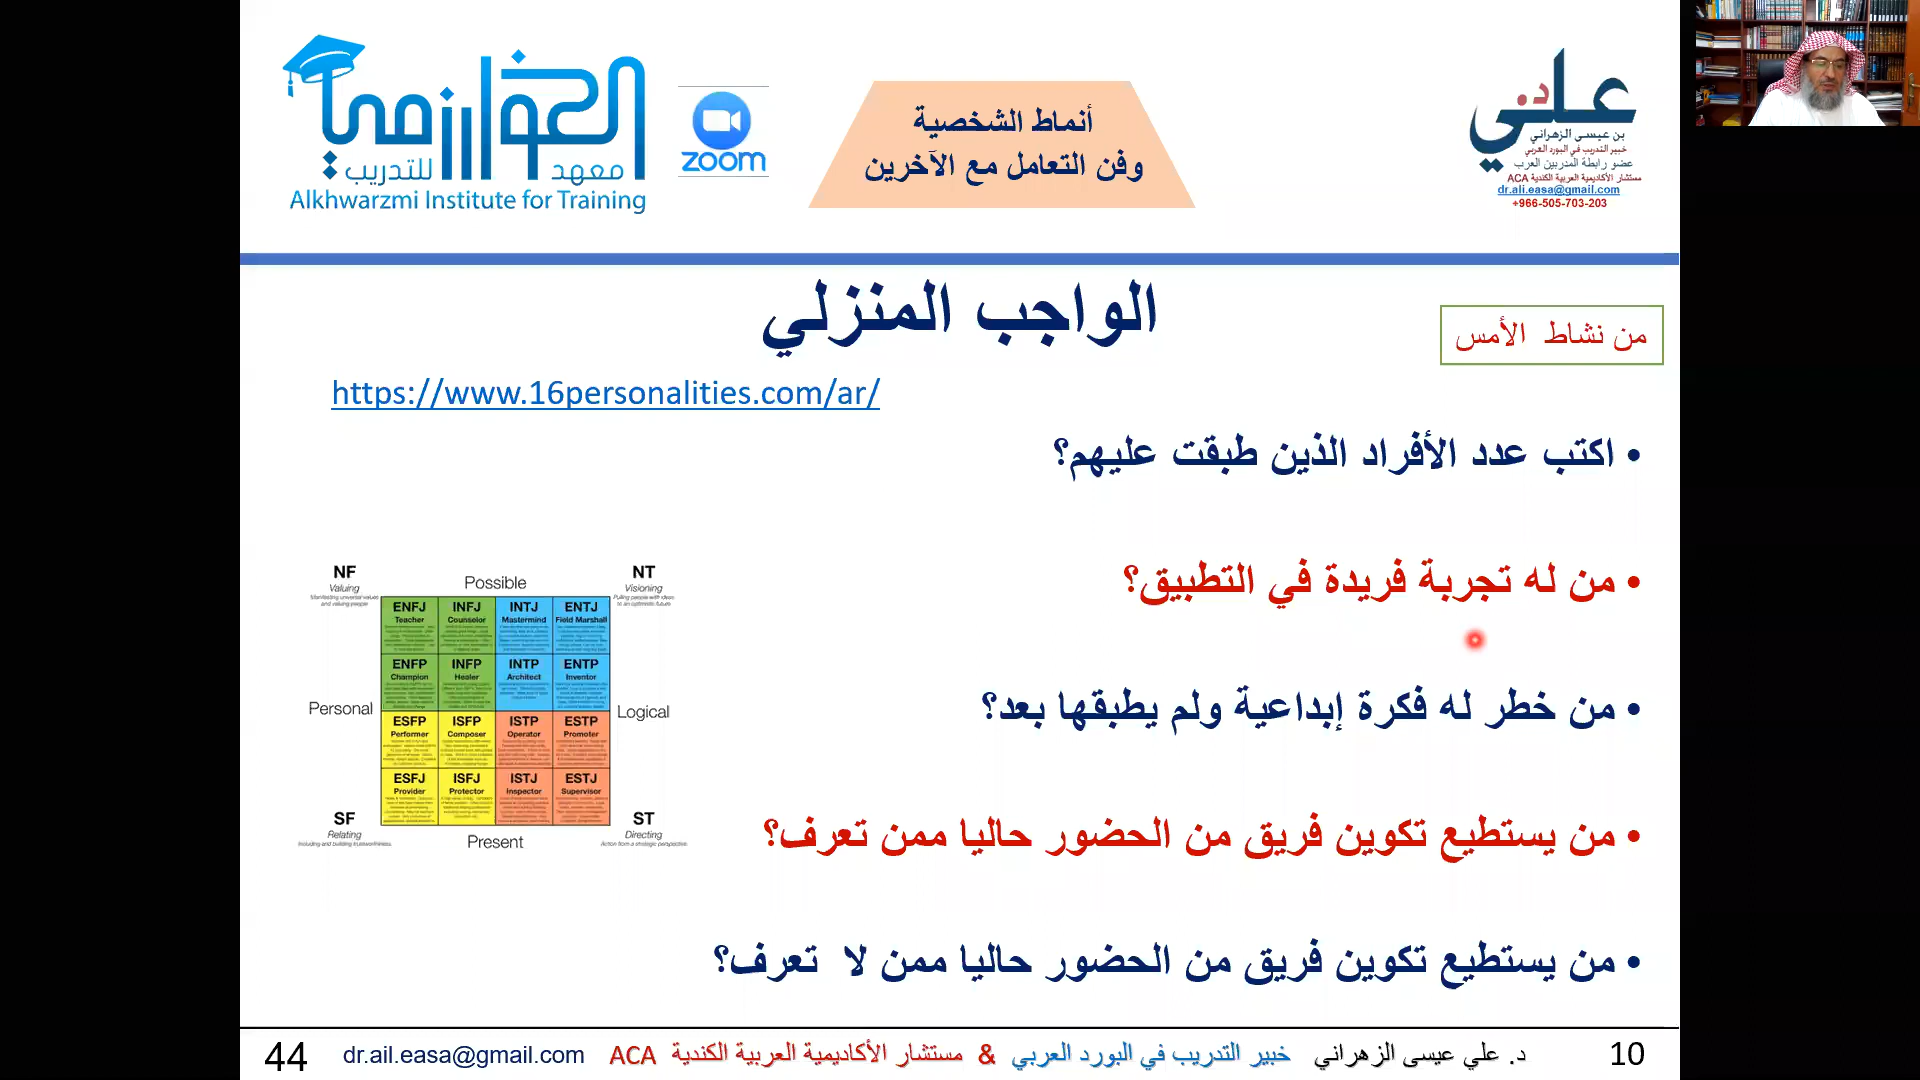 الخوارزمي
معهد للتدريب
Alkhwarzmi Institute for Training
zoom
أنماط الشخصية
وفن التعامل مع الآخرين
د. علي
بن عيسى الزهراني
خبير التدريب في البورد العربي
عضو رابطة المدربين العرب
مستشار الأكاديمية العربية الكندية ACA
dr.ali.easa@gmail.com
+966-505-703-203
الواجب المنزلي
من نشاط الأمس
https://www.16personalities.com/ar/
• اكتب عدد الأفراد الذين طبقت عليهم؟
• من له تجربة فريدة في التطبيق؟
• من خطر له فكرة إبداعية ولم يطبقها بعد؟
• من يستطيع تكوين فريق من الحضور حاليا ممن تعرف؟
• من يستطيع تكوين فريق من الحضور حاليا ممن لا تعرف؟
NF
Valuing
Possible
NT
Visioning
ENFJ INFJ INTJ ENTJ
Teacher Counselor Mastermind Field Marshall
ENFP INFP INTP ENTP
Champion Healer Architect Inventor
Personal
Logical
ESFP ISFP ISTP ESTP
Performer Composer Operator Promoter
ESFJ ISFJ ISTJ ESTJ
Provider Protector Inspector Supervisor
SF
Relating
Present
ST
Directing
44 dr.ail.easa@gmail.com د. علي عيسى الزهراني خبير التدريب في البورد العربي & مستشار الأكاديمية العربية الكندية ACA 10